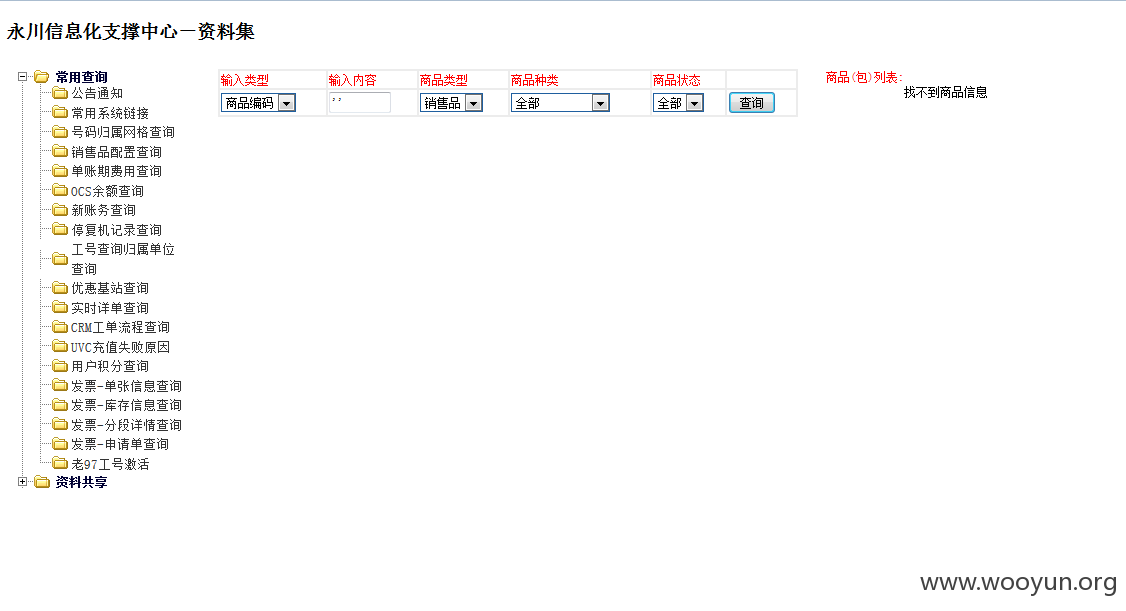 永川信息化支撑中心－资料集
常用查询
公告通知
常用系统链接
号码归属网格查询
销售品配置查询
单账期费用查询
OCS余额查询
新账务查询
停复机记录查询
工号查询归属单位
查询
优惠基站查询
实时详单查询
CRM工单流程查询
UVC充值失败原因
用户积分查询
发票-单张信息查询
发票-库存信息查询
发票-分段详情查询
发票-申请单查询
老97工号激活
资料共享
输入类型 输入内容 商品类型 商品种类 商品状态
商品编码 '' 销售品 全部 全部 查询
商品(包)列表:
找不到商品信息
www.wooyun.org